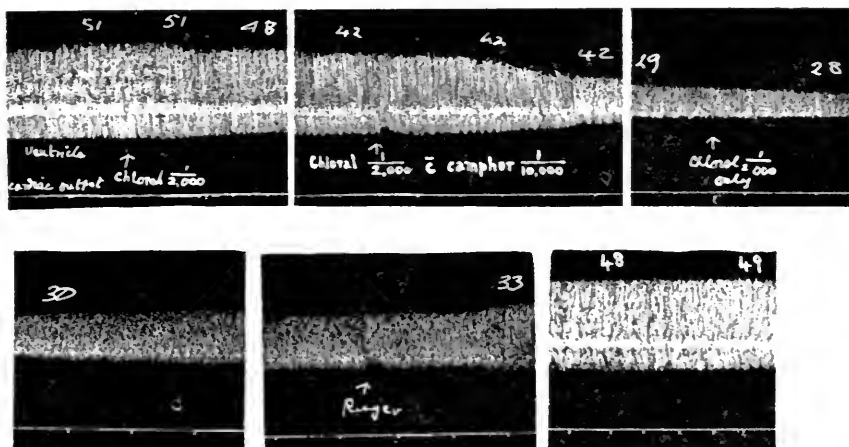 51 51 48
ventricle
cardiac output ↑ Chloral 1/2,000
42 42 42
Chloral ↑ 1/2,000 c̄ camphor 1/10,000
29 28
↑
Chloral 1/2,000
only
30
33
↑
Ringer
48 49